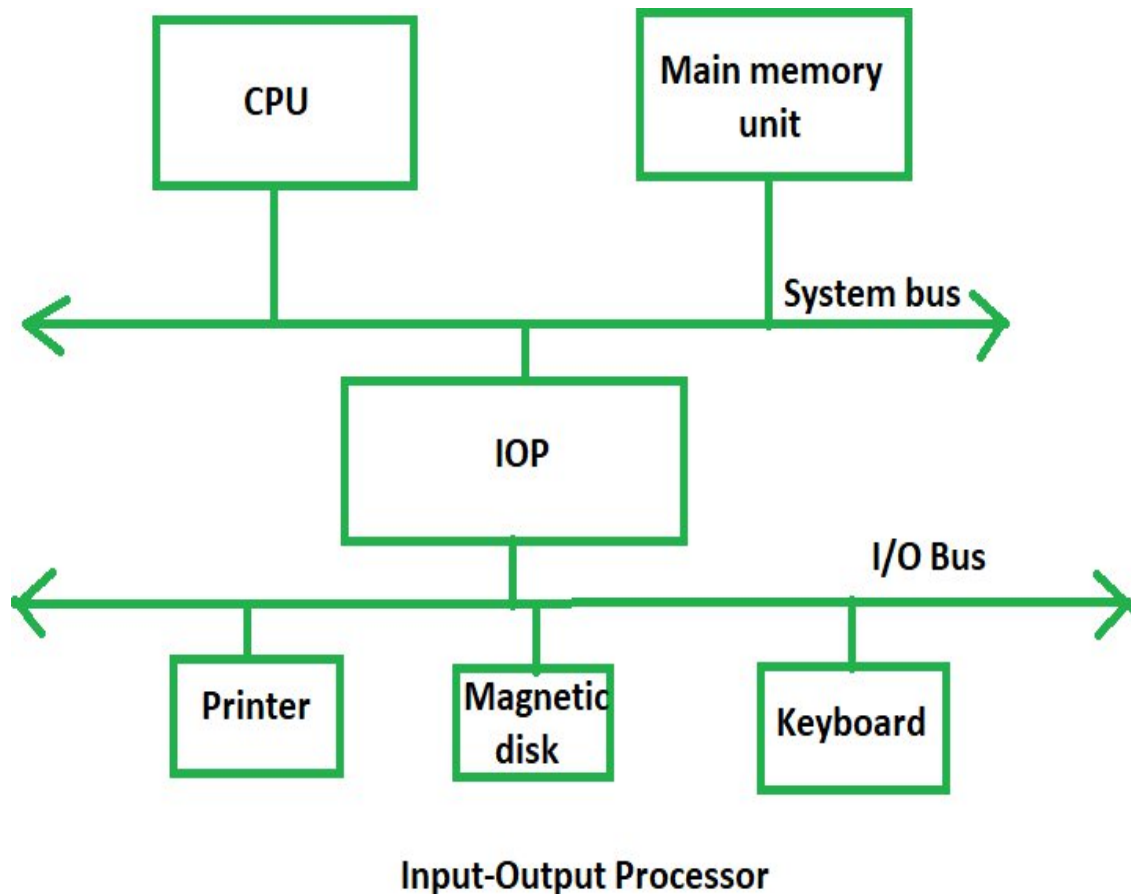 CPU
Main memory
unit
System bus
IOP
I/O Bus
Printer
Magnetic
disk
Keyboard
Input-Output Processor